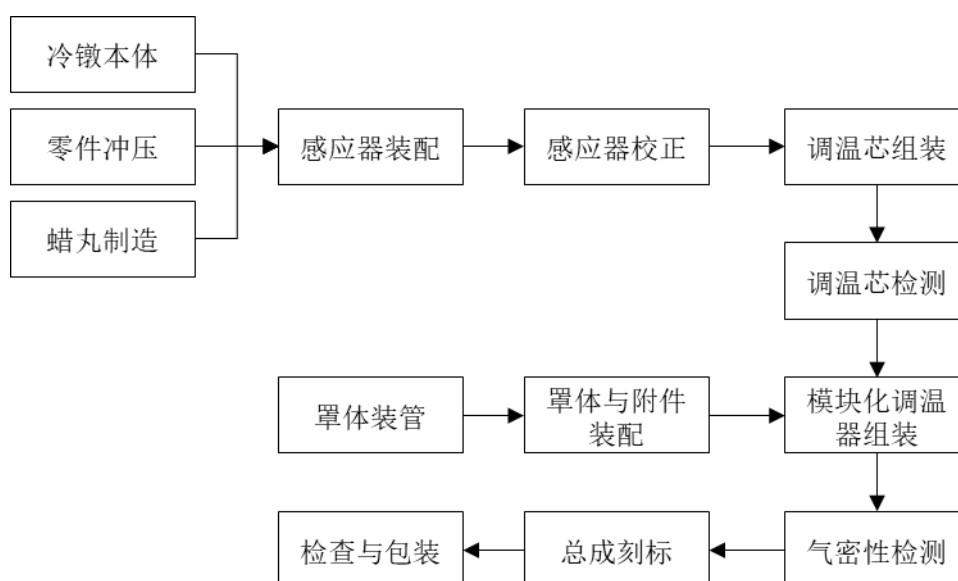 冷镦本体
零件冲压
感应器装配
感应器校正
调温芯组装
蜡丸制造
调温芯检测
罩体装管
罩体与附件
装配
模块化调温
器组装
检查与包装
总成刻标
气密性检测